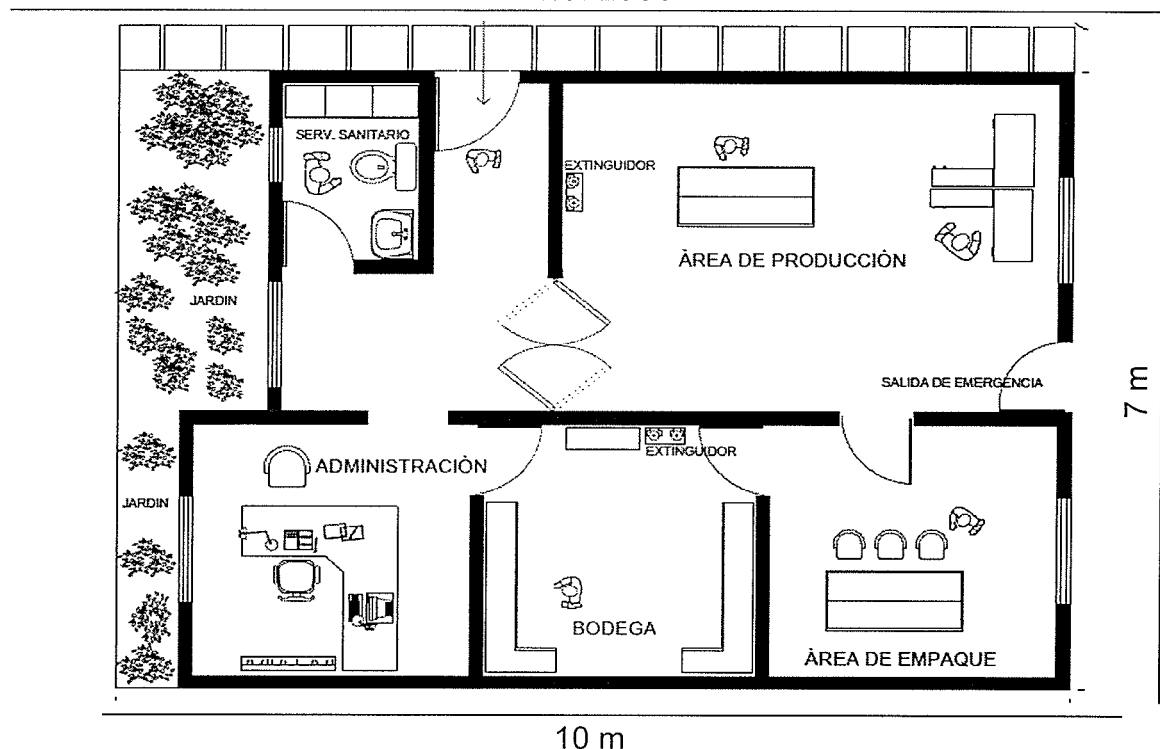 SERV. SANITARIO
EXTINGUIDOR
ÀREA DE PRODUCCIÒN
JARDIN
SALIDA DE EMERGENCIA
7 m
ADMINISTRACIÒN
EXTINGUIDOR
JARDIN
BODEGA
ÀREA DE EMPAQUE
10 m